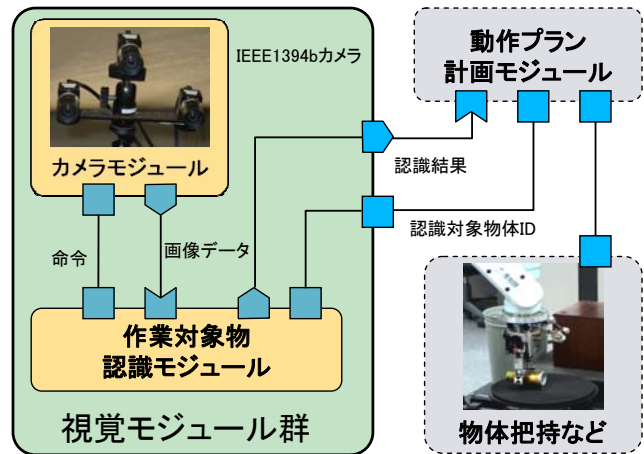 IEEE1394bカメラ
カメラモジュール
命令
画像データ
作業対象物
認識モジュール
視覚モジュール群
動作プラン
計画モジュール
認識結果
認識対象物体ID
物体把持など